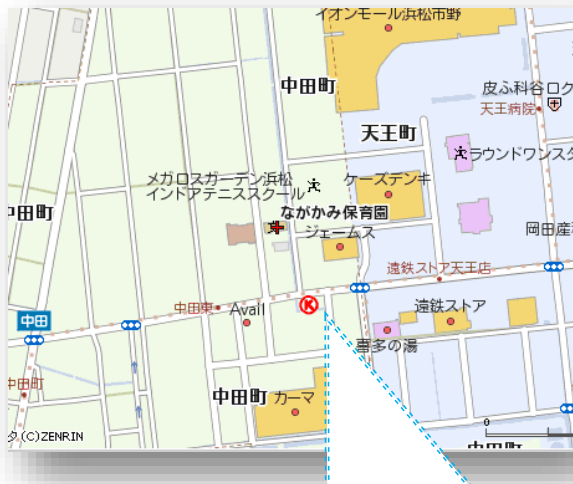 イオンモール浜松市野
中田町
皮ふ科谷口ク
天王病院
天王町
ラウンドワンスタ
メガロスガーデン浜松
インドアテニススクール
ケーズデンキ
中田町
ながかみ保育園
ジェームス
岡田産
遠鉄ストア天王店
中田東
Avail
K
遠鉄ストア
中田
喜多の湯
中田町
中田町
カーマ
0
タ(C)ZENRIN
中田町